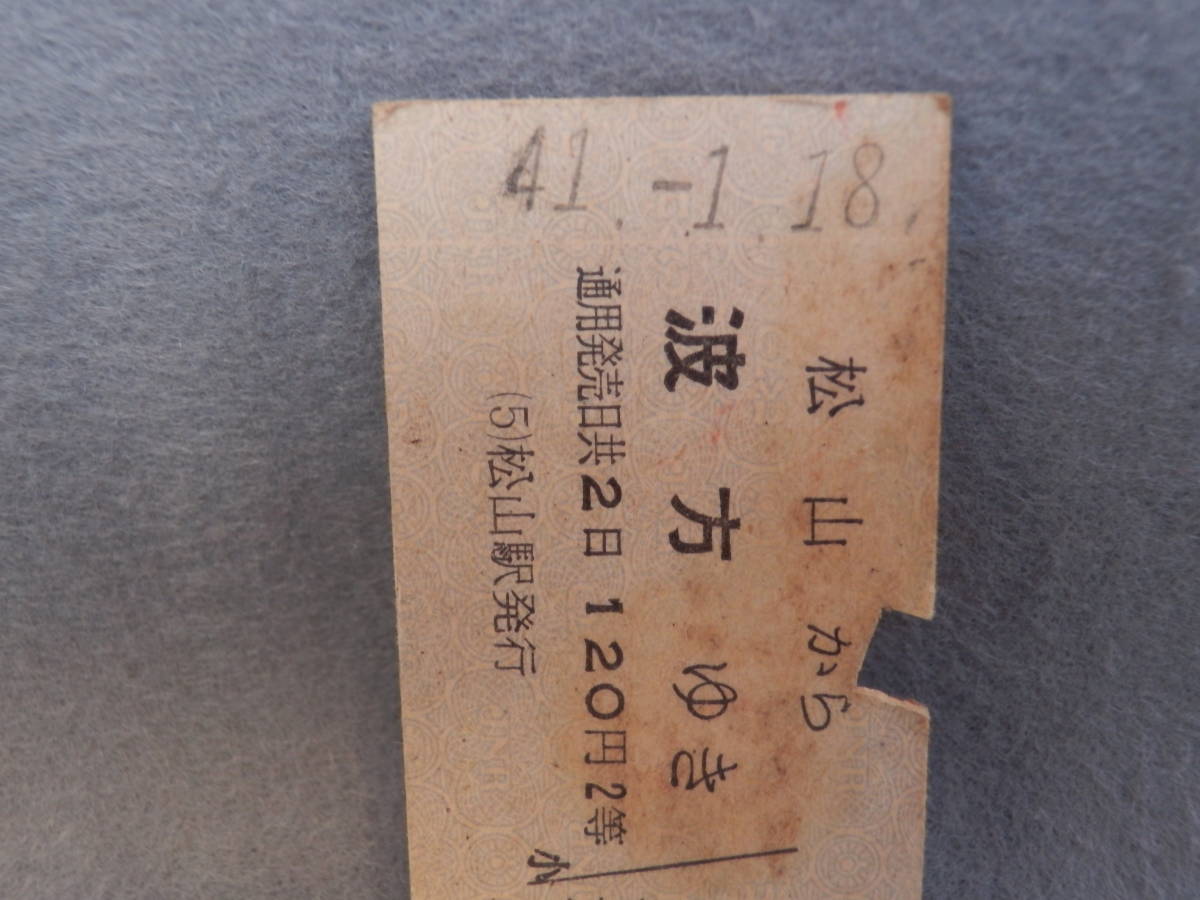 41.-1.18.
松山から
波方ゆき
通用発売日共2日 120円 2等
(5)松山駅発行
小